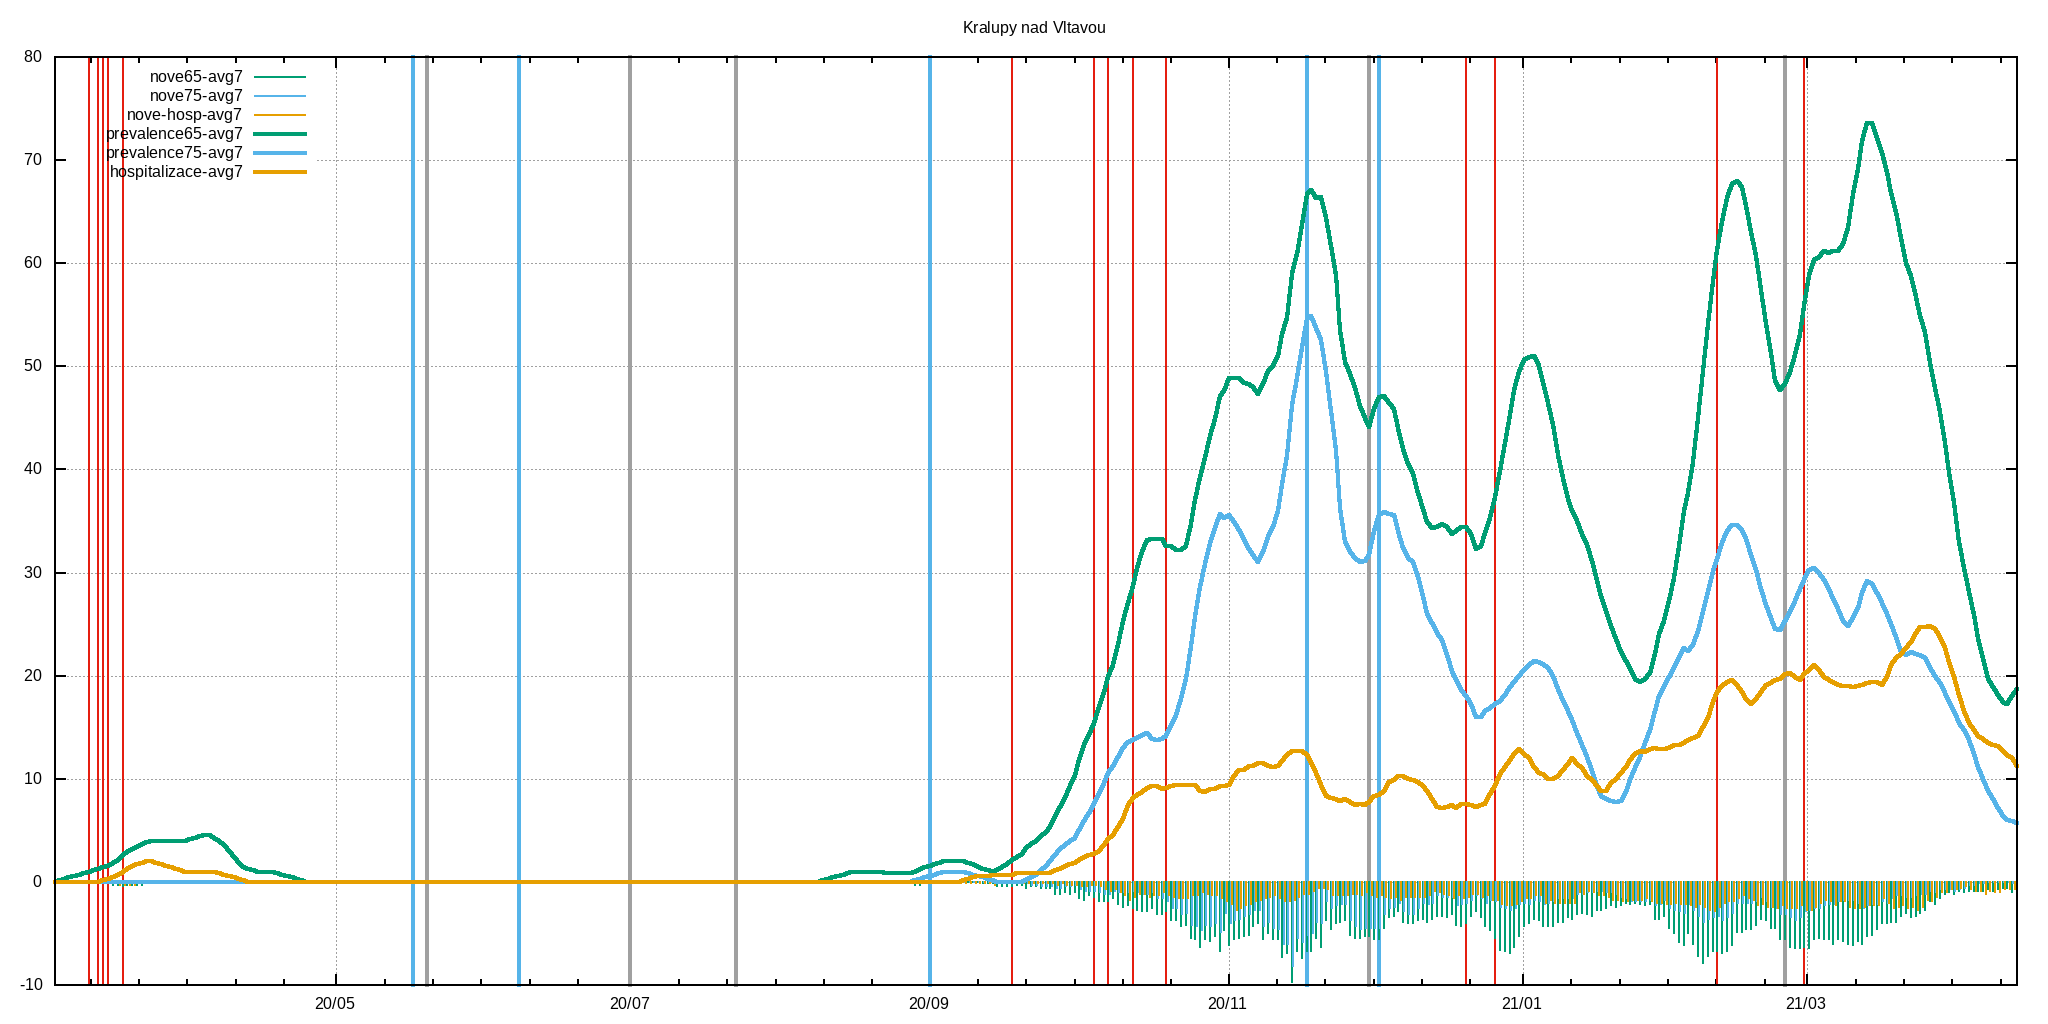 Kralupy nad Vltavou
80
70
60
50
40
30
20
10
0
-10
nove65-avg7
nove75-avg7
nove-hosp-avg7
prevalence65-avg7
prevalence75-avg7
hospitalizace-avg7
20/05
20/07
20/09
20/11
21/01
21/03